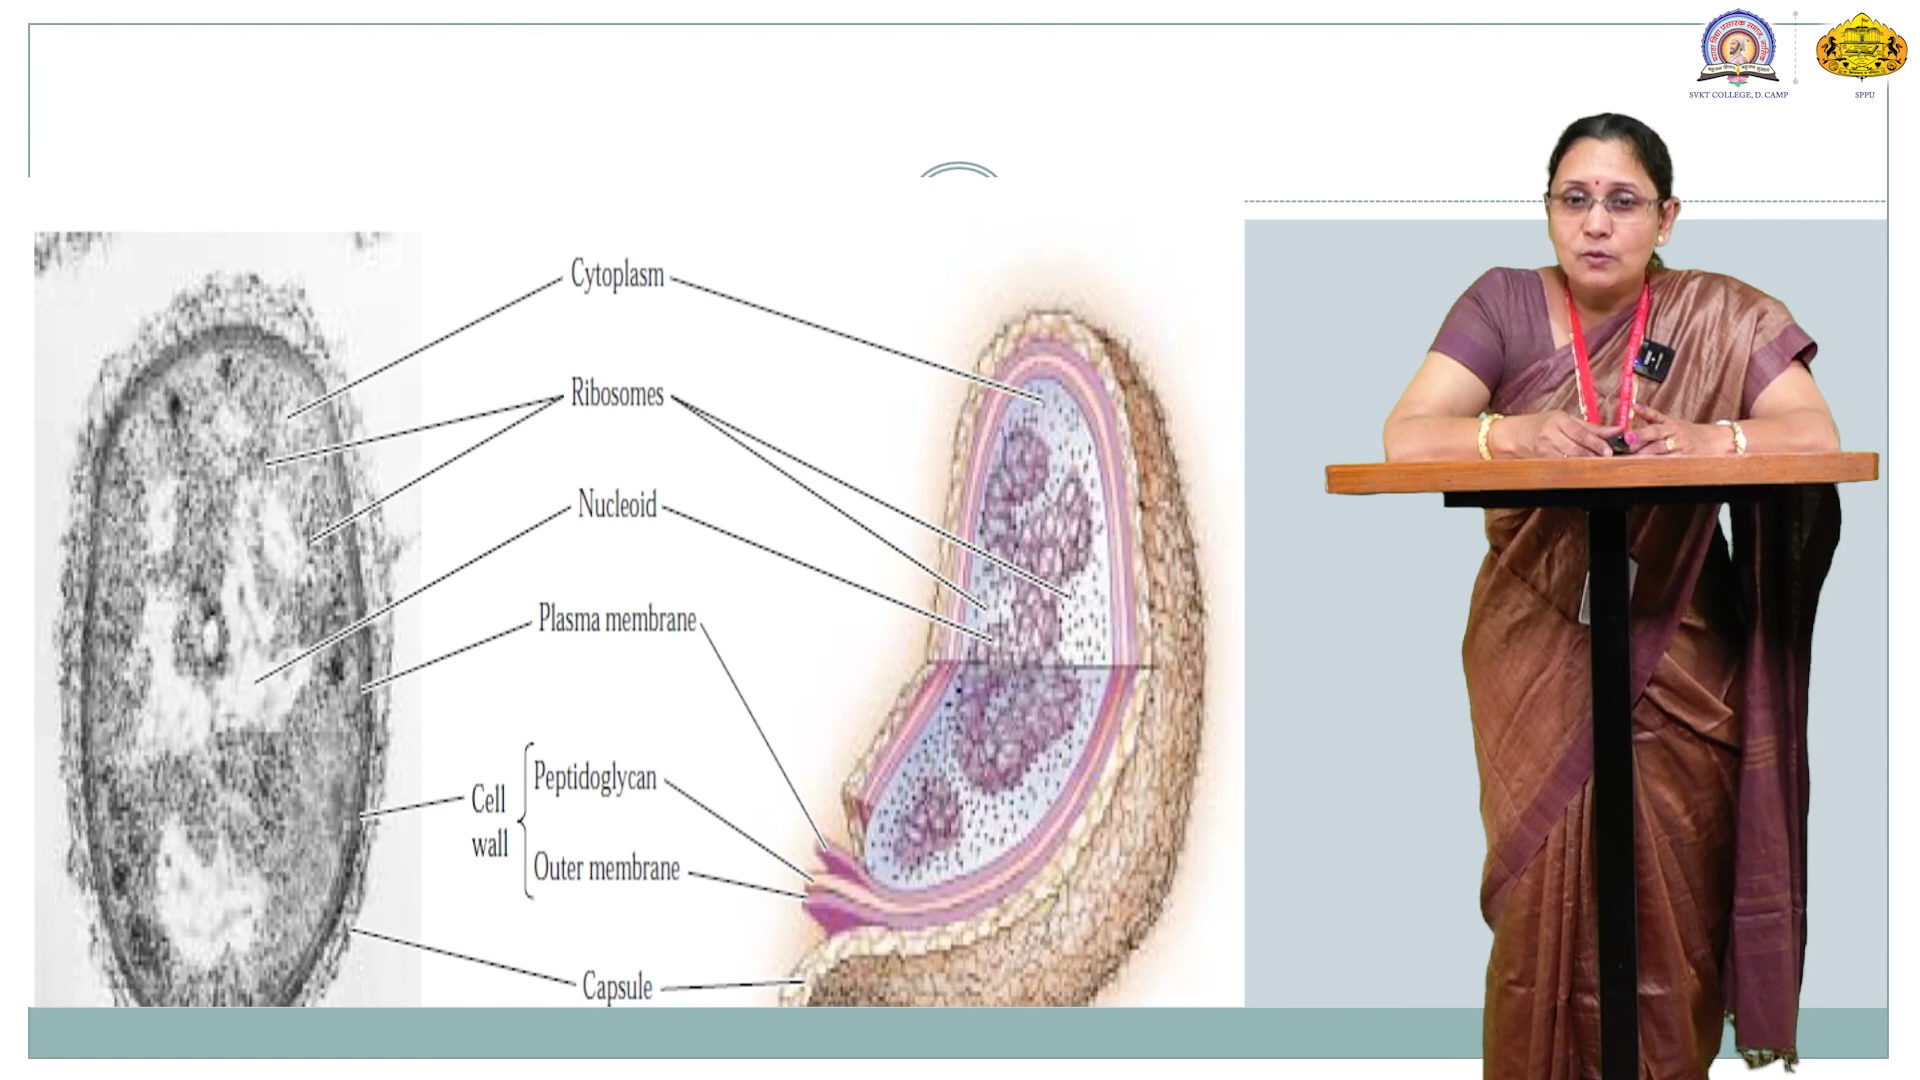 SVKT COLLEGE, D. CAMP
SPPU
Cytoplasm
Ribosomes
Nucleoid
Plasma membrane
Peptidoglycan
Cell
wall
Outer membrane
Capsule